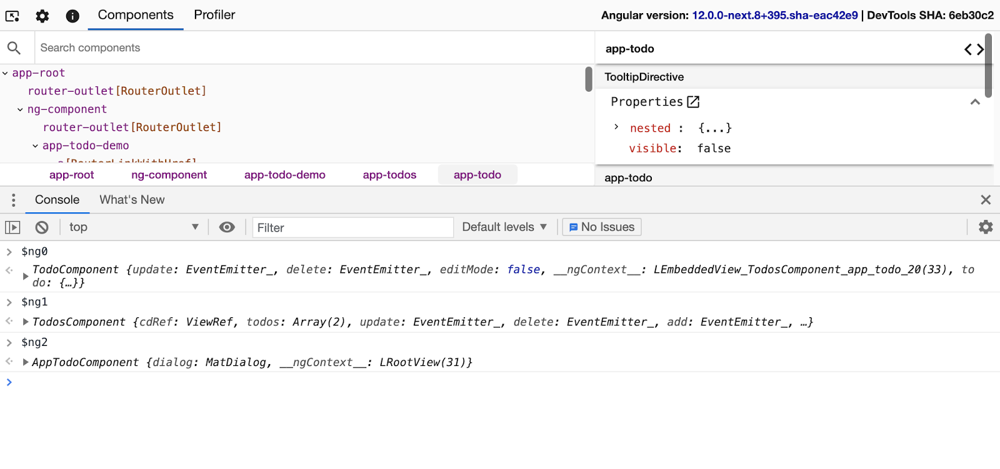 Components Profiler Angular version: 12.0.0-next.8+395.sha-eac42e9 | DevTools SHA: 6eb30c2
Search components
app-root
router-outlet[RouterOutlet]
ng-component
router-outlet[RouterOutlet]
app-todo-demo
a[RouterLinkWithHref]
app-root ng-component app-todo-demo app-todos app-todo
app-todo
TooltipDirective
Properties
nested : {...}
visible: false
app-todo
Console What's New
top Filter Default levels No Issues
$ng0
TodoComponent {update: EventEmitter_, delete: EventEmitter_, editMode: false, __ngContext__: LEmbeddedView_TodosComponent_app_todo_20(33), to
do: {…}}
$ng1
TodosComponent {cdRef: ViewRef, todos: Array(2), update: EventEmitter_, delete: EventEmitter_, add: EventEmitter_, …}
$ng2
AppTodoComponent {dialog: MatDialog, __ngContext__: LRootView(31)}